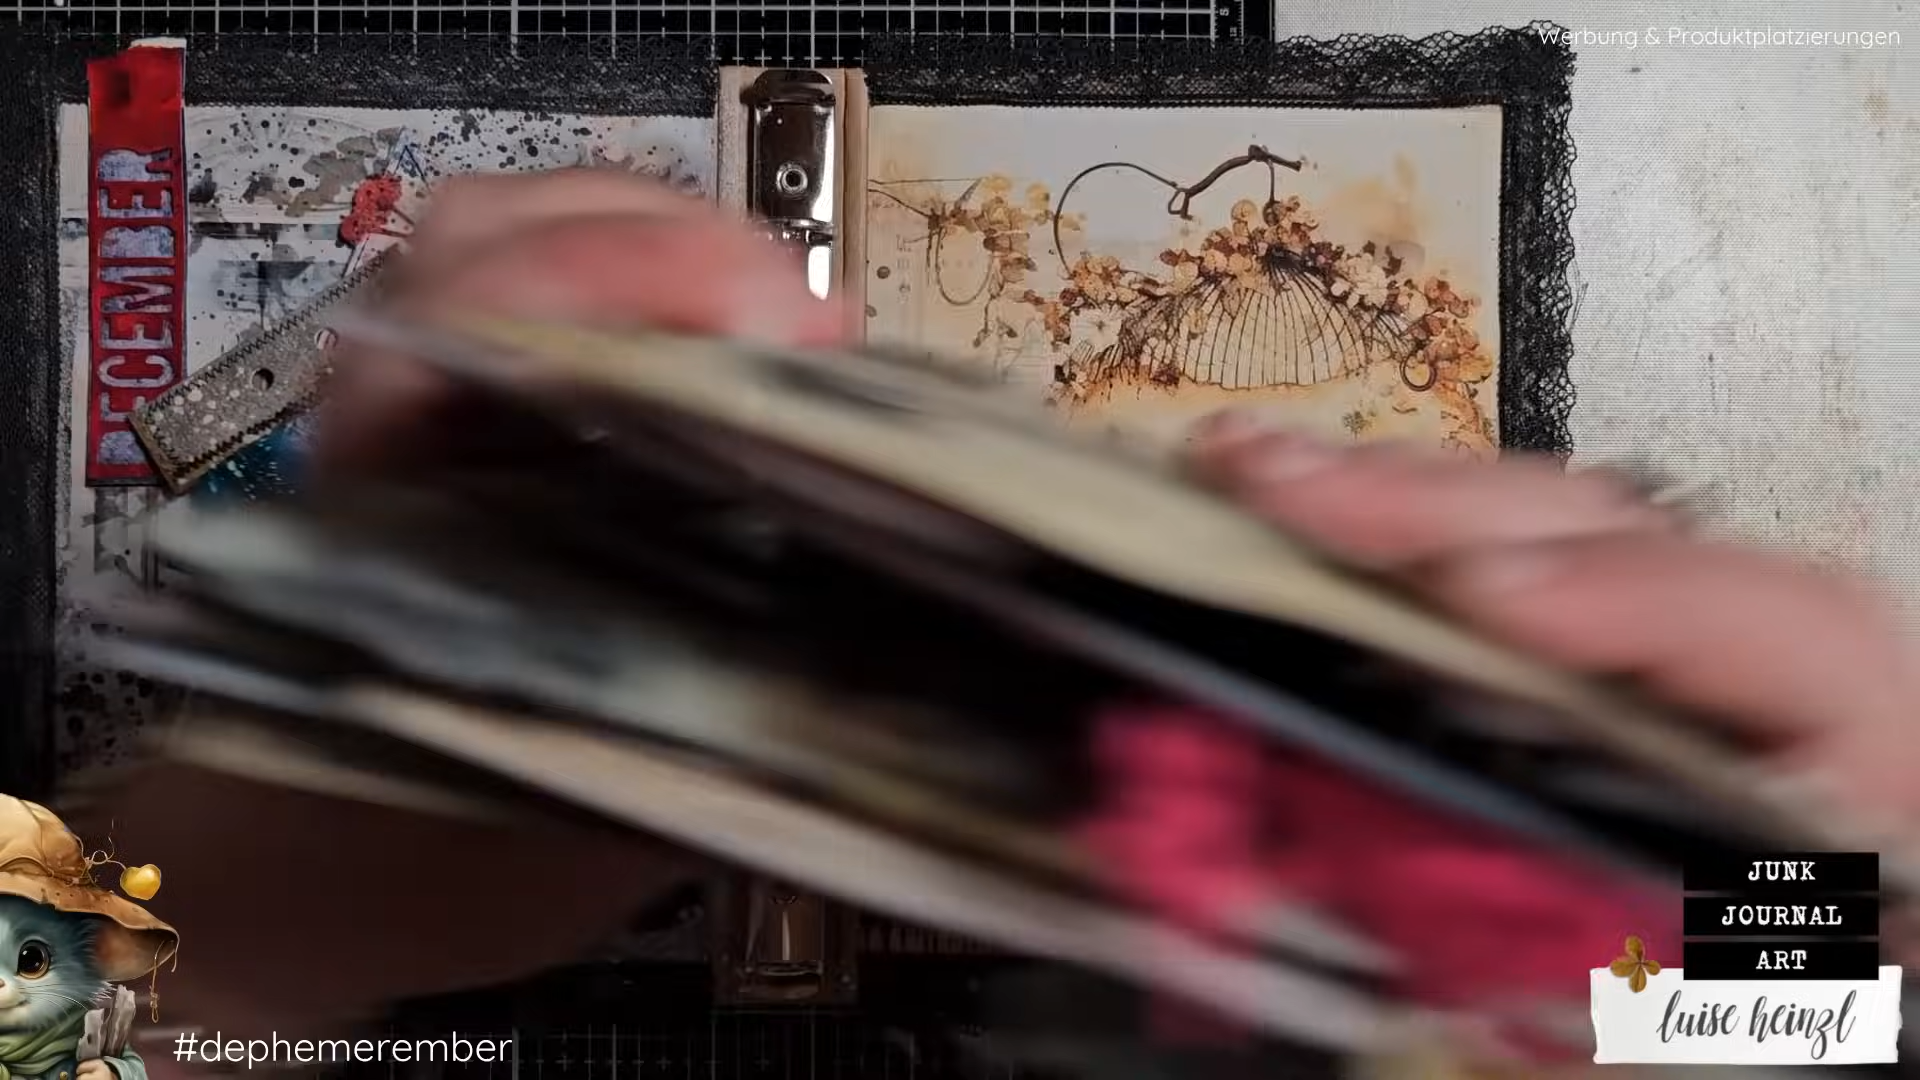 Werbung & Produktplatzierungen
DECEMBER
JUNK
JOURNAL
ART
luise heinzl
#dephemerember